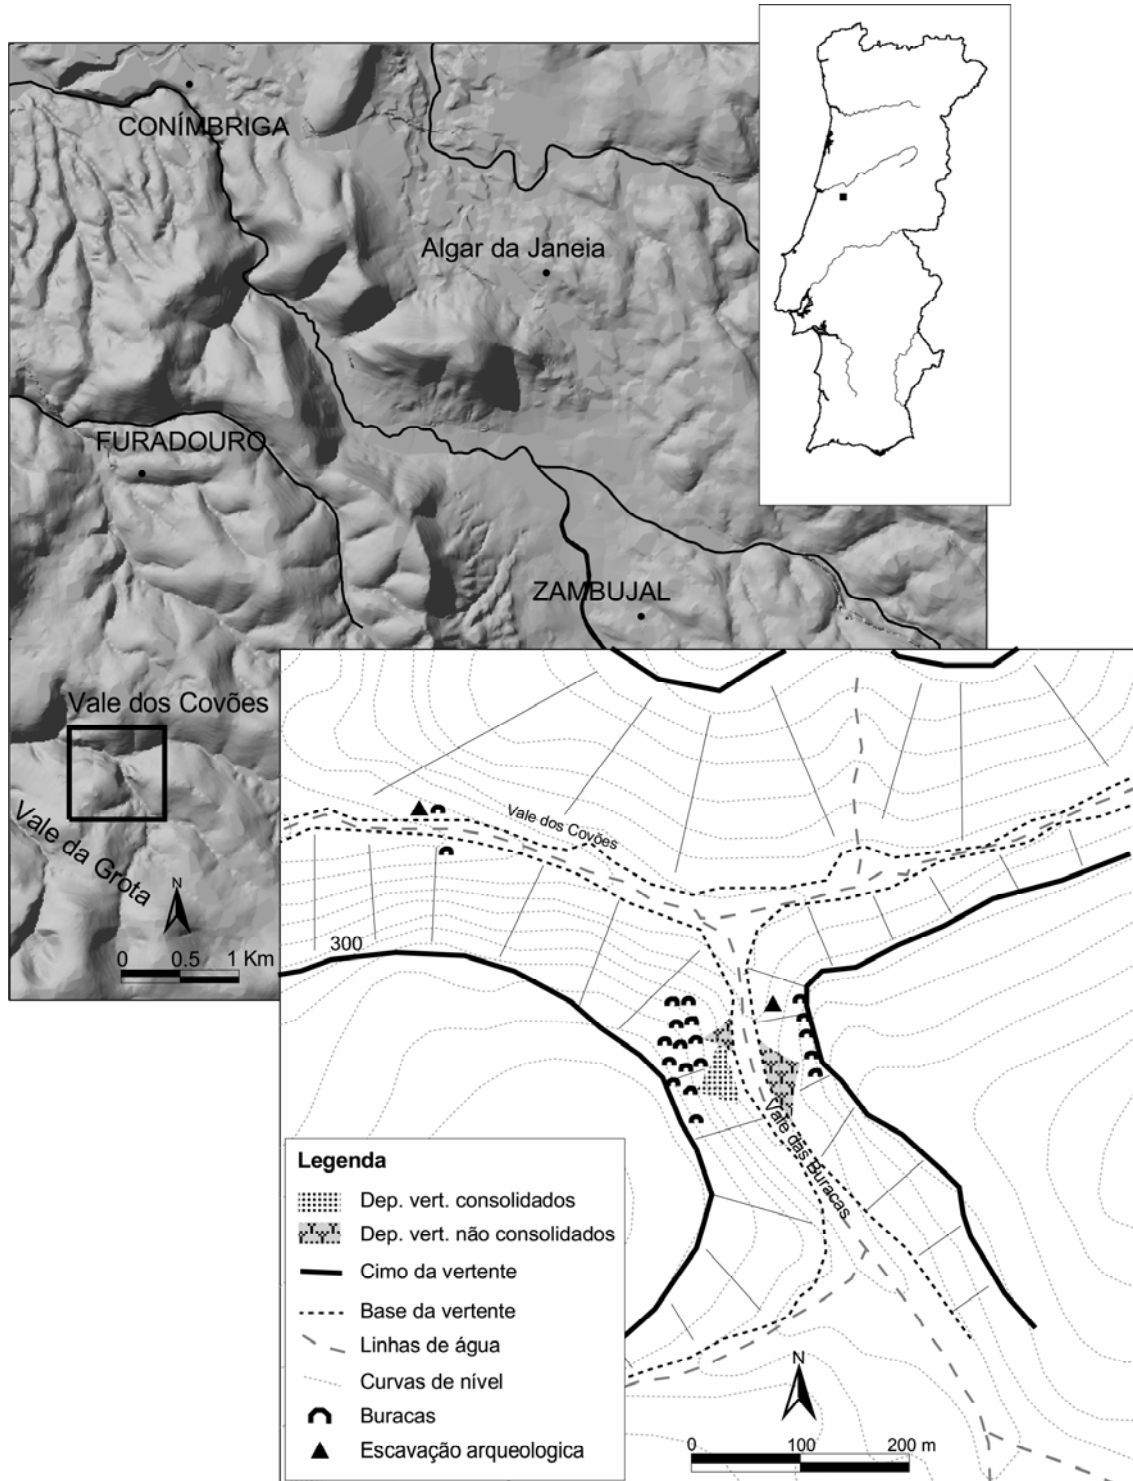 CONÍMBRIGA
Algar da Janeia
FURADOURO
ZAMBUJAL
Vale dos Covões
Vale da Grota
N
0 0.5 1 Km
Vale dos Covões
300
Vale das Buracas
Legenda
Dep. vert. consolidados
Dep. vert. não consolidados
Cimo da vertente
Base da vertente
Linhas de água
Curvas de nível
Buracas
Escavação arqueologica
N
0 100 200 m